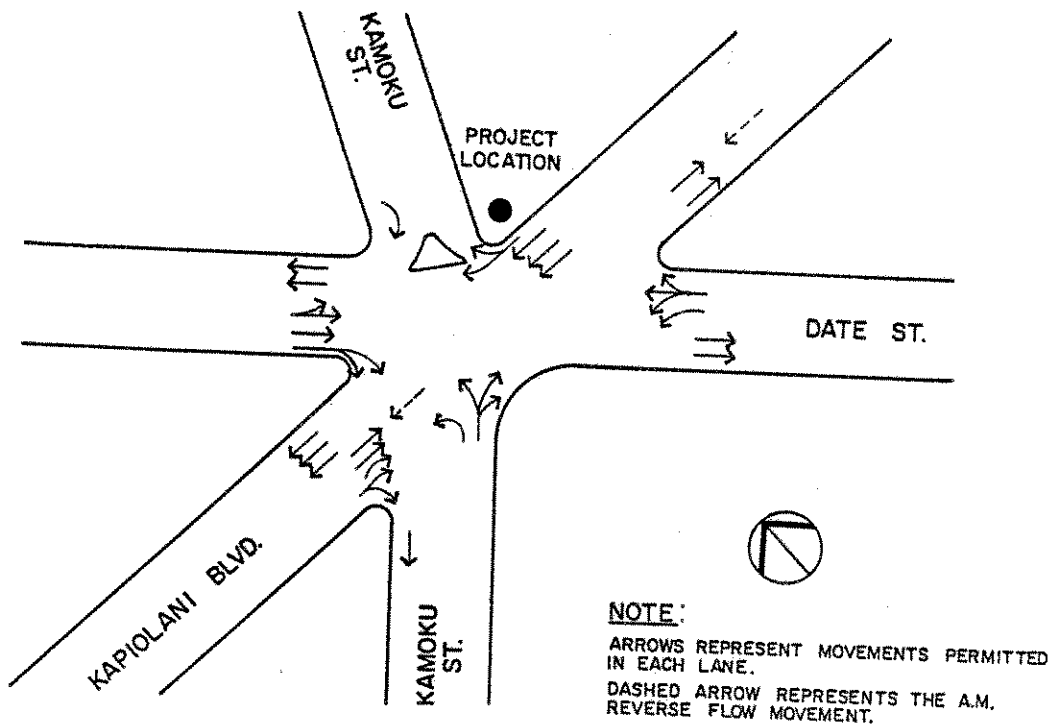 KAMOKU
ST.
PROJECT
LOCATION
DATE ST.
KAPIOLANI BLVD.
KAMOKU
ST.
NOTE:
ARROWS REPRESENT MOVEMENTS PERMITTED
IN EACH LANE.
DASHED ARROW REPRESENTS THE A.M.
REVERSE FLOW MOVEMENT.